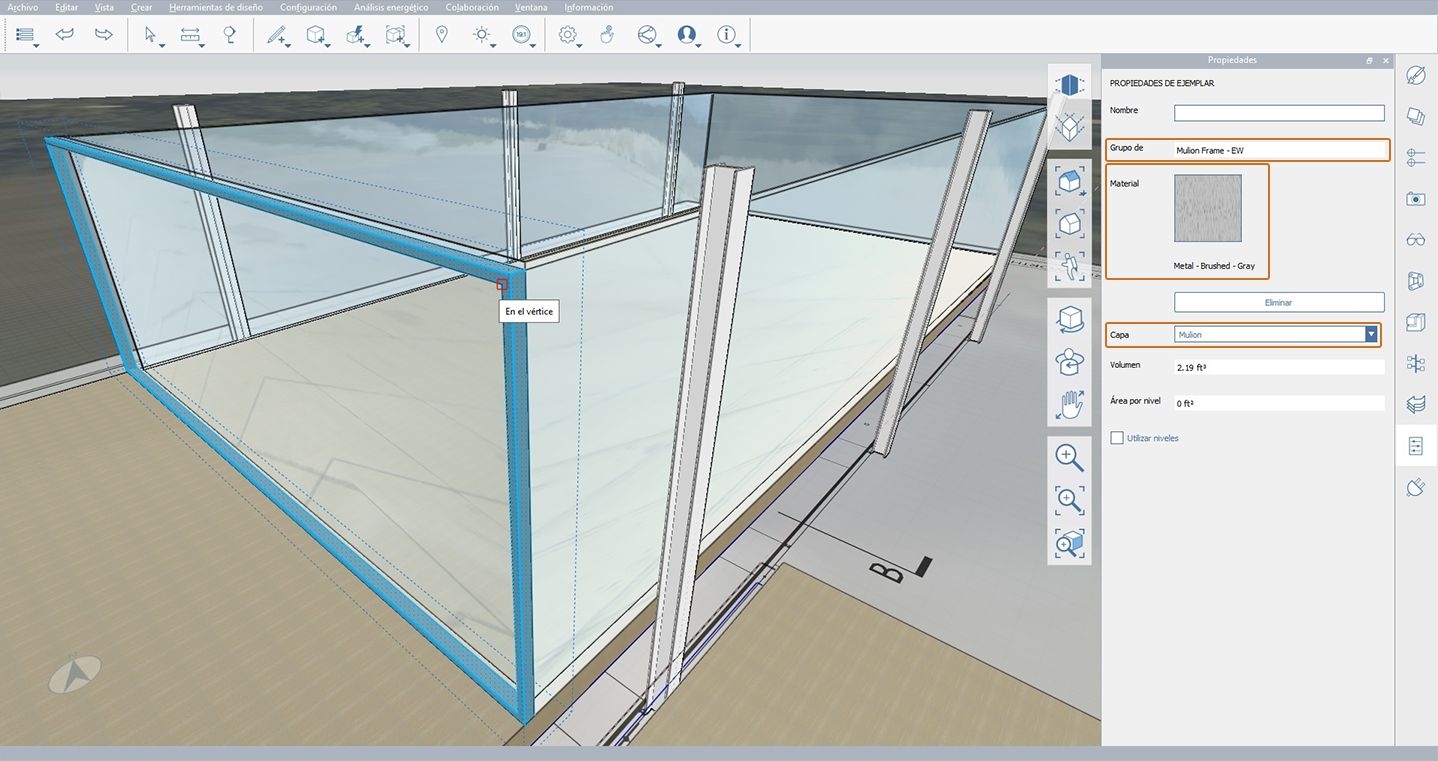 Archivo Editar Vista Crear Herramientas de diseño Configuración Análisis energético Colaboración Ventana Información
19.1
Propiedades
PROPIEDADES DE EJEMPLAR
Nombre
Grupo de Mulion Frame - EW
Material
Metal - Brushed - Gray
Eliminar
Capa Mulion
Volumen 2.19 ft³
Área por nivel 0 ft²
Utilizar niveles
En el vértice
B